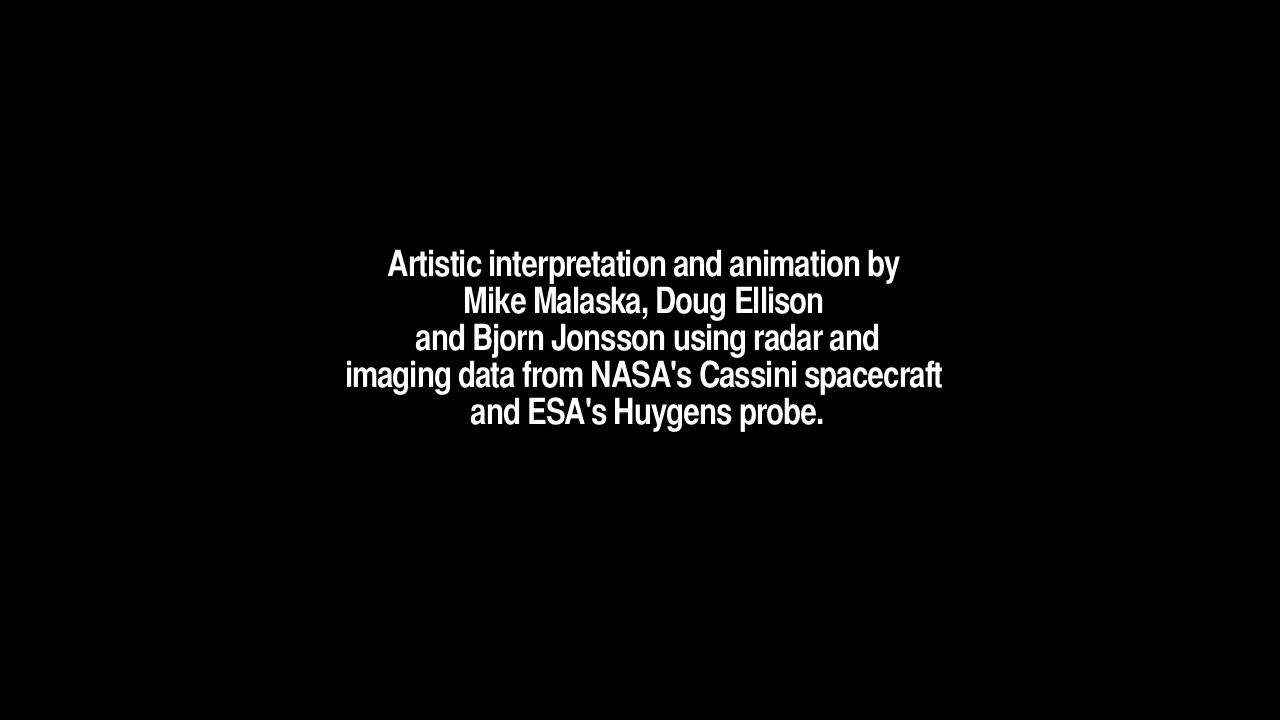 Artistic interpretation and animation by
Mike Malaska, Doug Ellison
and Bjorn Jonsson using radar and
imaging data from NASA's Cassini spacecraft
and ESA's Huygens probe.